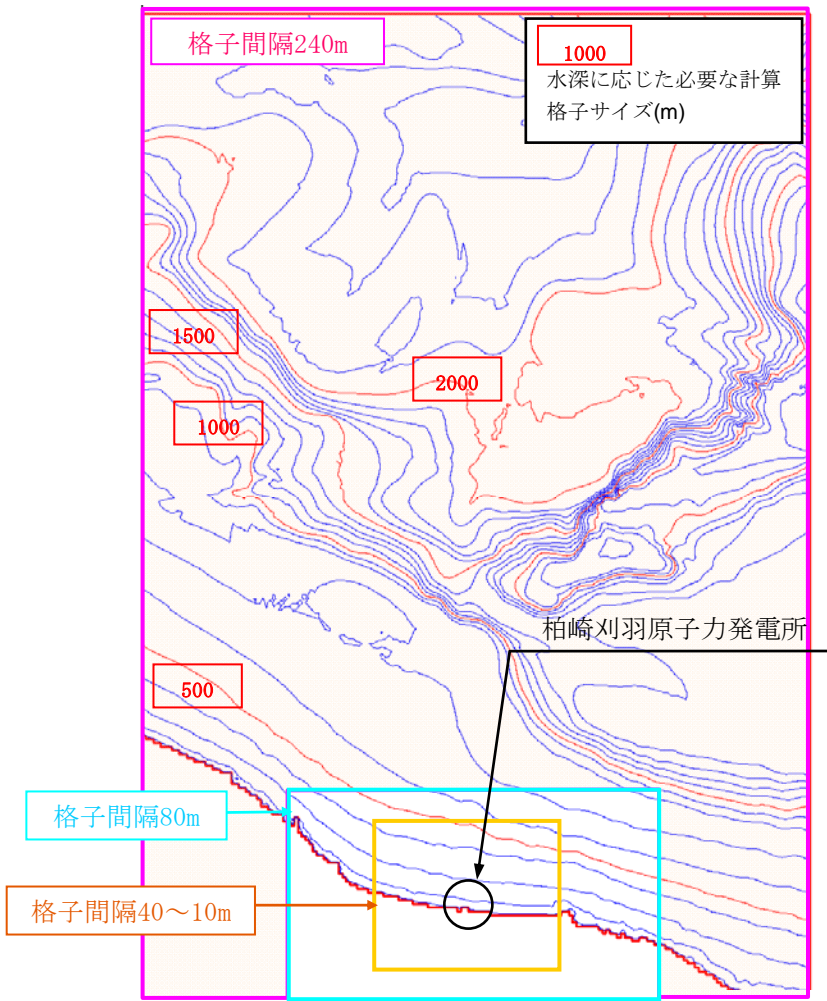 格子間隔240m
1000
水深に応じた必要な計算
格子サイズ(m)
1500
2000
1000
柏崎刈羽原子力発電所
500
格子間隔80m
格子間隔40～10m